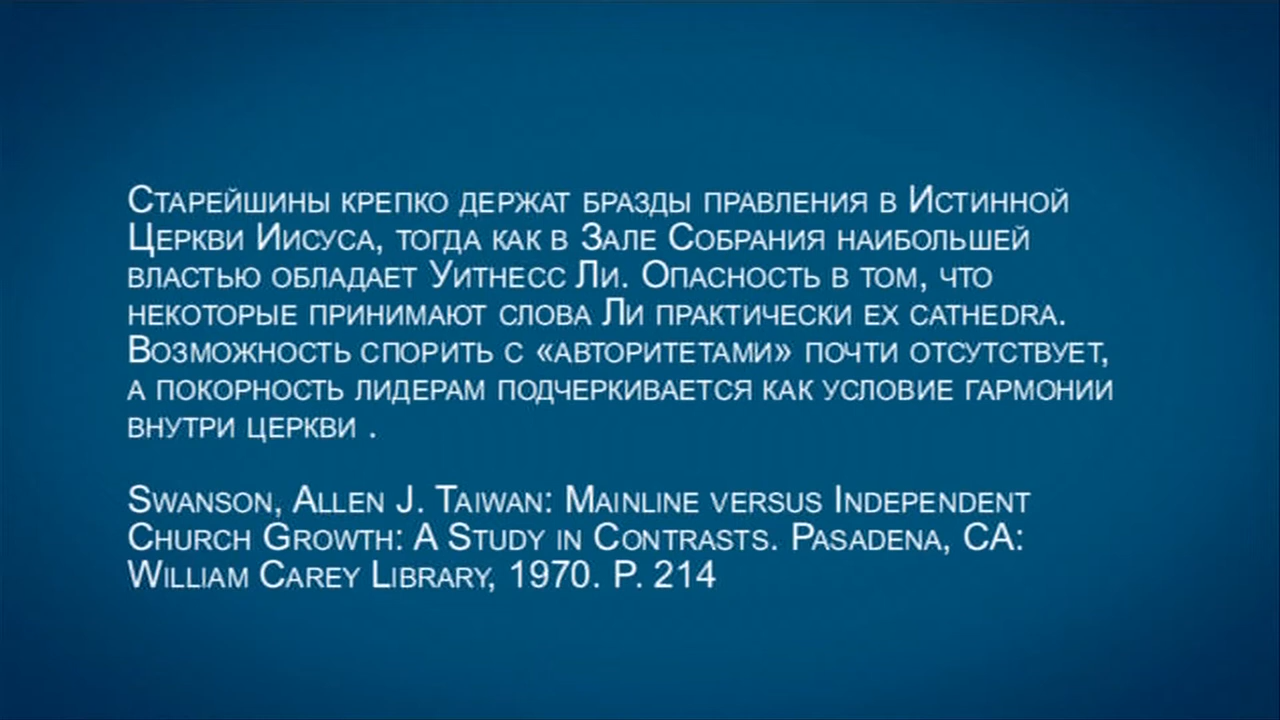 Старейшины крепко держат бразды правления в Истинной
Церкви Иисуса, тогда как в Зале Собрания наибольшей
властью обладает Уитнесс Ли. Опасность в том, что
некоторые принимают слова Ли практически ex cathedra.
Возможность спорить с «авторитетами» почти отсутствует,
а покорность лидерам подчеркивается как условие гармонии
внутри церкви .
Swanson, Allen J. Taiwan: Mainline versus Independent
Church Growth: A Study in Contrasts. Pasadena, CA:
William Carey Library, 1970. P. 214